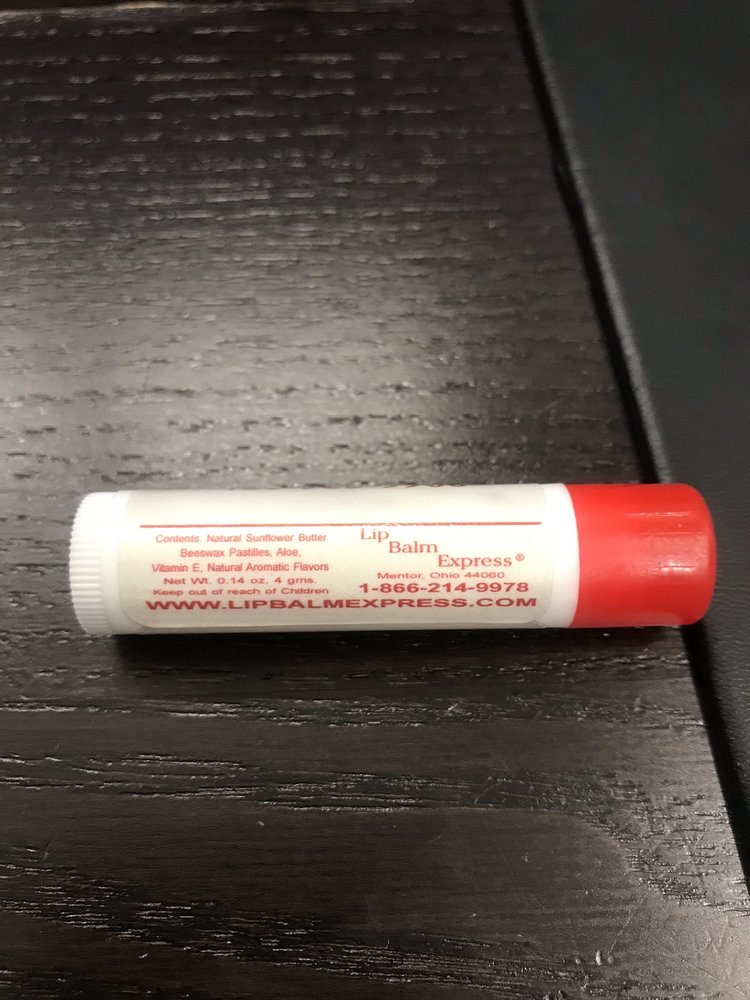 Contents: Natural Sunflower Butter
Beeswax Pastilles, Aloe,
Vitamin E, Natural Aromatic Flavors
Net Wt. 0.14 oz, 4 gms.
Keep out of reach of Children
Lip
Balm
Express®
Mentor, Ohio 44060
1-866-214-9978
WWW.LIPBALMEXPRESS.COM